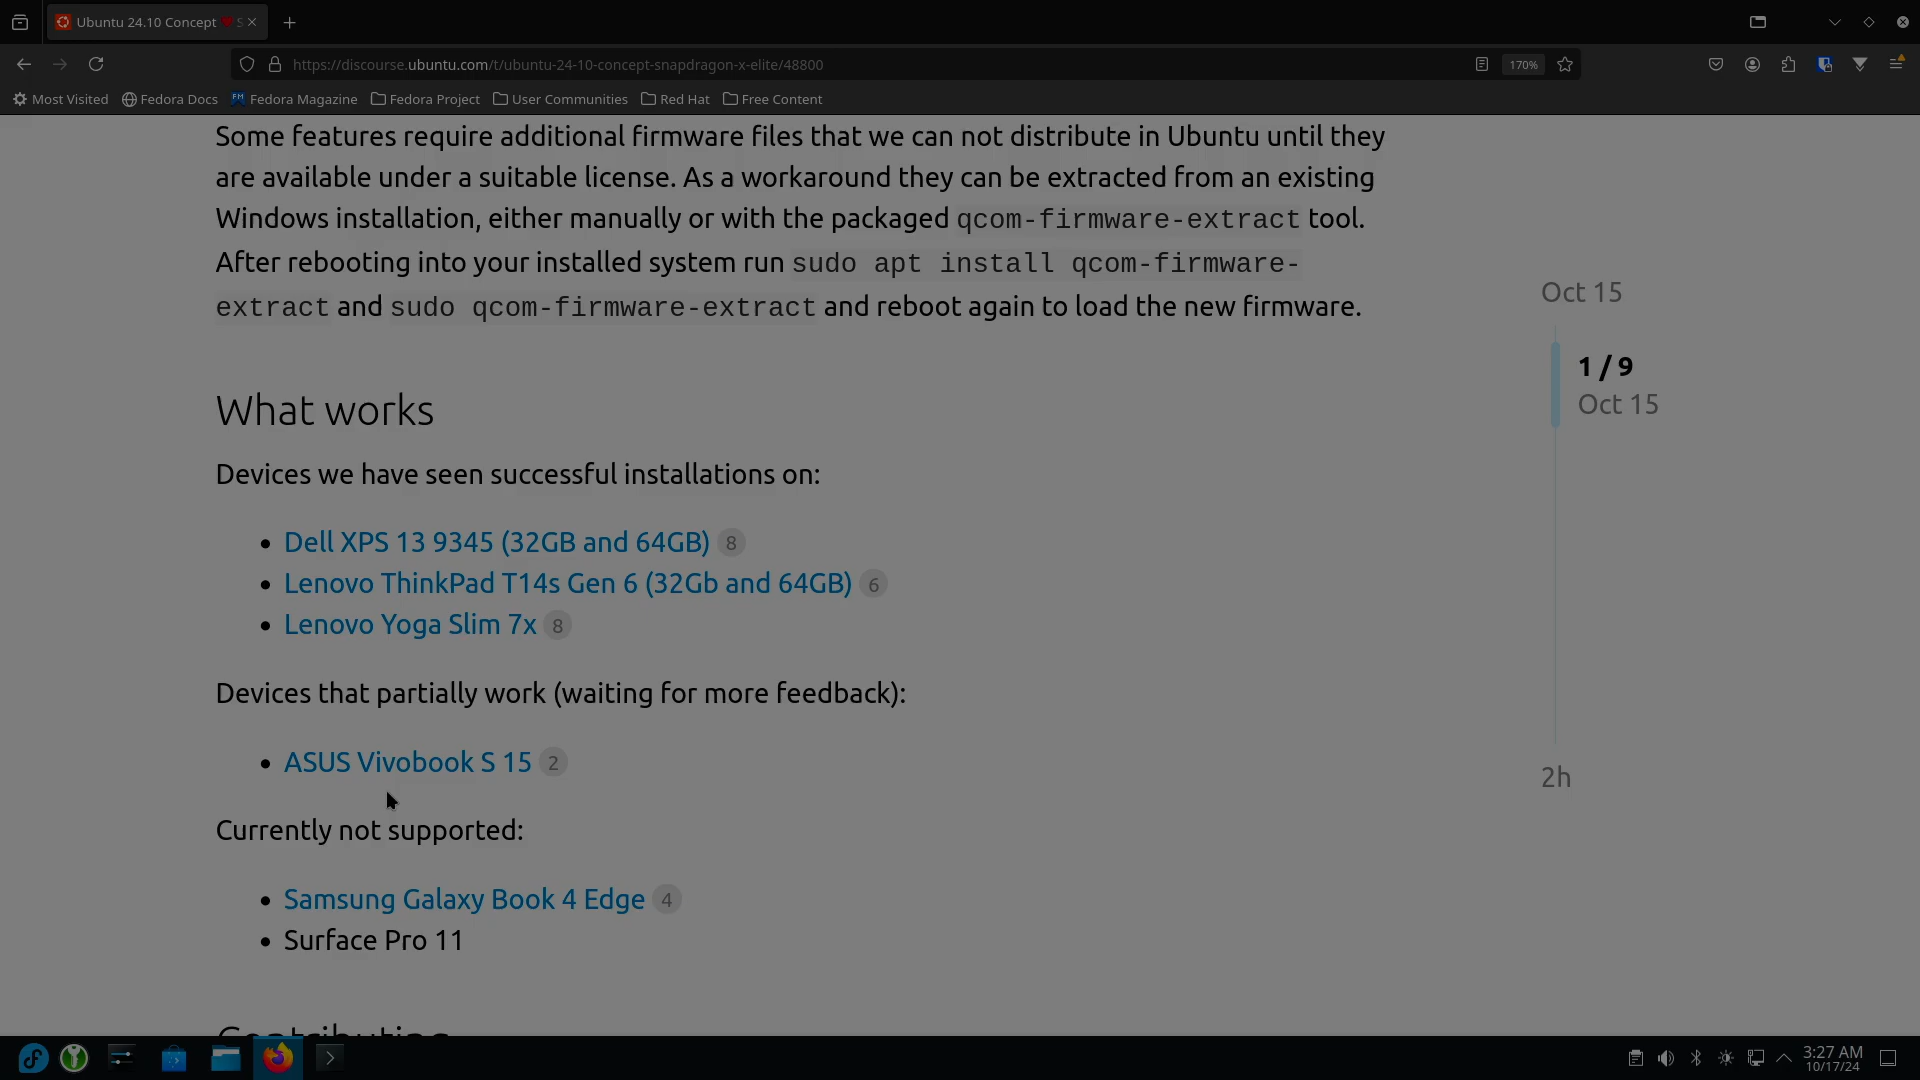 Ubuntu 24.10 Concept
https://discourse.ubuntu.com/t/ubuntu-24-10-concept-snapdragon-x-elite/48800
170%
Most Visited
Fedora Docs
Fedora Magazine
Fedora Project
User Communities
Red Hat
Free Content
Some features require additional firmware files that we can not distribute in Ubuntu until they
are available under a suitable license. As a workaround they can be extracted from an existing
Windows installation, either manually or with the packaged qcom-firmware-extract tool.
After rebooting into your installed system run sudo apt install qcom-firmware-
extract and sudo qcom-firmware-extract and reboot again to load the new firmware.
Oct 15
1 / 9
Oct 15
2h
What works
Devices we have seen successful installations on:
Dell XPS 13 9345 (32GB and 64GB) 8
Lenovo ThinkPad T14s Gen 6 (32Gb and 64GB) 6
Lenovo Yoga Slim 7x 8
Devices that partially work (waiting for more feedback):
ASUS Vivobook S 15 2
Currently not supported:
Samsung Galaxy Book 4 Edge 4
Surface Pro 11
Contributing
3:27 AM
10/17/24